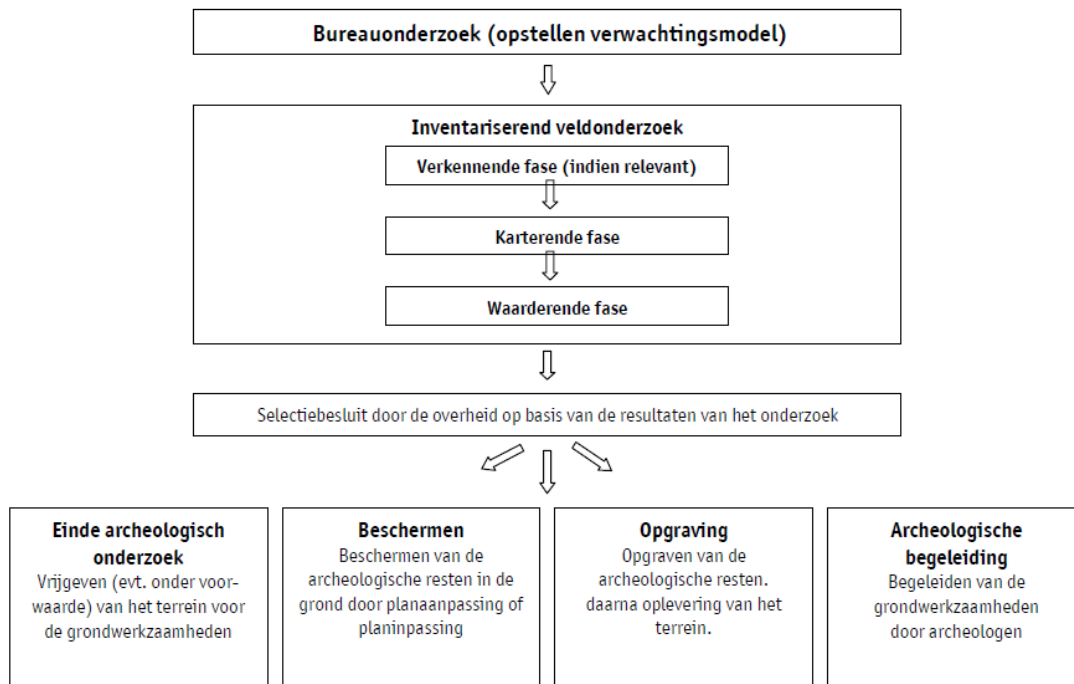 Bureauonderzoek (opstellen verwachtingsmodel)
Inventariserend veldonderzoek
Verkennende fase (indien relevant)
Karterende fase
Waarderende fase
Selectiebesluit door de overheid op basis van de resultaten van het onderzoek
Einde archeologisch
onderzoek
Vrijgeven (evt. onder voor-
waarde) van het terrein voor
de grondwerkzaamheden
Beschermen
Beschermen van de
archeologische resten in de
grond door planaanpassing of
planinpassing
Opgraving
Opgraven van de
archeologische resten.
daarna oplevering van het
terrein.
Archeologische
begeleiding
Begeleiden van de
grondwerkzaamheden
door archeologen